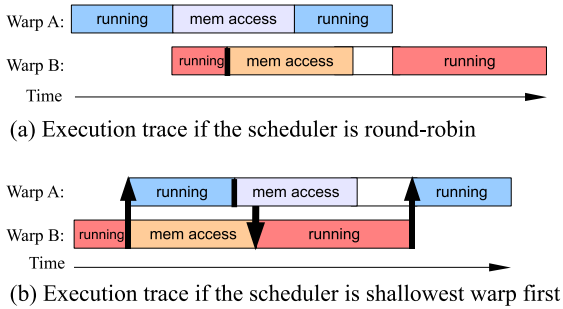 Warp A: running mem access running
Warp B: running mem access running
Time
(a) Execution trace if the scheduler is round-robin
Warp A: running mem access running
Warp B: running mem access running
Time
(b) Execution trace if the scheduler is shallowest warp first